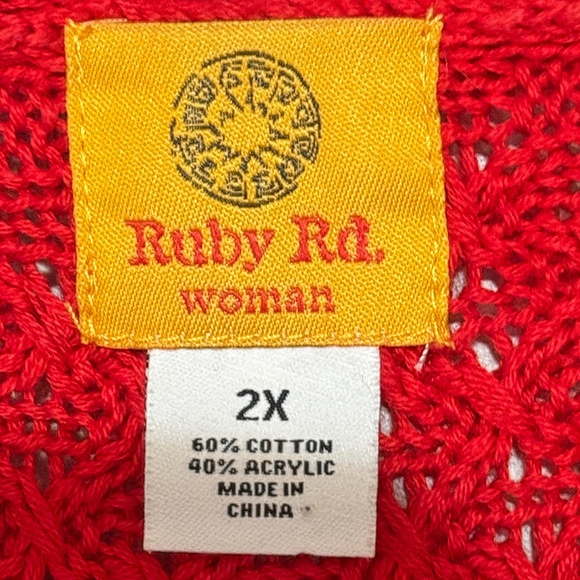 Ruby Rd.
woman
2X
60% COTTON
40% ACRYLIC
MADE IN
CHINA